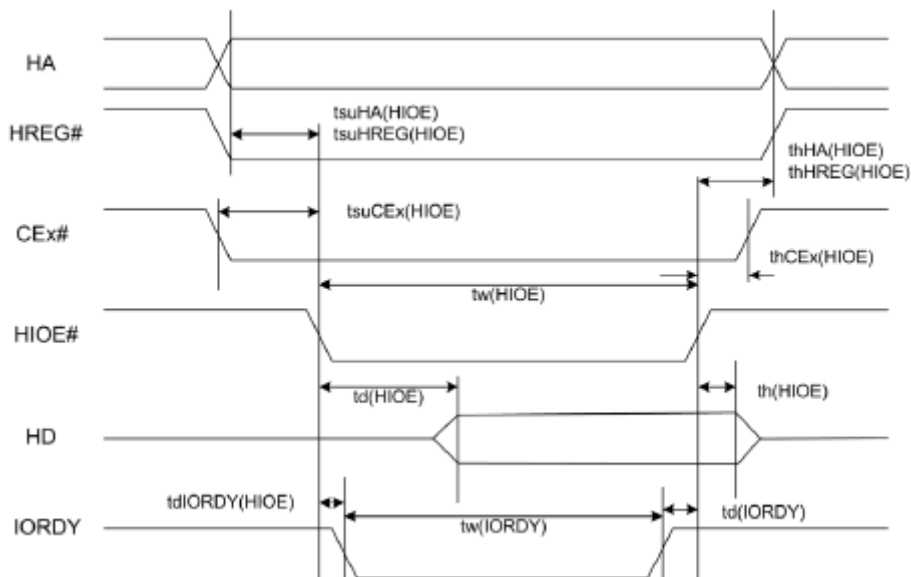 HA
HREG#
tsuHA(HIOE)
tsuHREG(HIOE)
thHA(HIOE)
thHREG(HIOE)
CEx#
tsuCEx(HIOE)
thCEx(HIOE)
tw(HIOE)
HIOE#
td(HIOE)
th(HIOE)
HD
tdIORDY(HIOE)
tw(IORDY)
td(IORDY)
IORDY